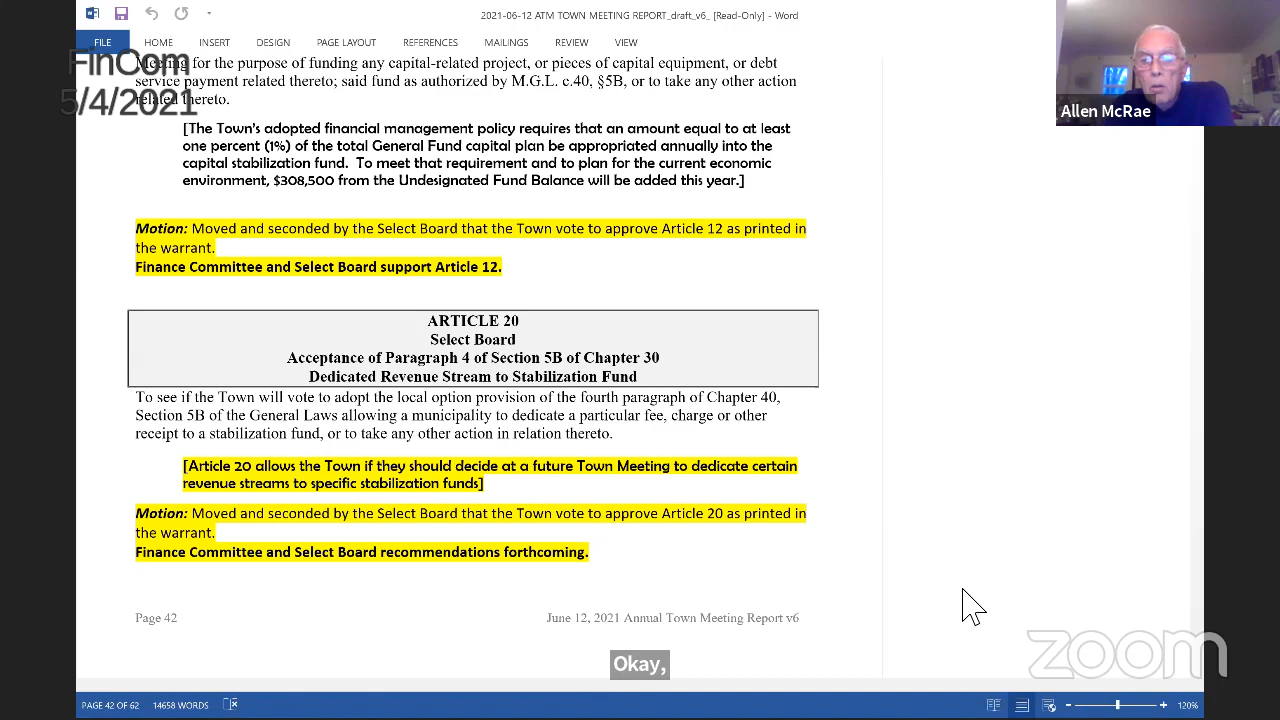 2021-06-12 ATM TOWN MEETING REPORT_draft_v6_ [Read-Only] - Word
FILE HOME INSERT DESIGN PAGE LAYOUT REFERENCES MAILINGS REVIEW VIEW
FinCom
5/4/2021
Allen McRae
Meeting for the purpose of funding any capital-related project, or pieces of capital equipment, or debt
service payment related thereto; said fund as authorized by M.G.L. c.40, §5B, or to take any other action
related thereto.
[The Town's adopted financial management policy requires that an amount equal to at least
one percent (1%) of the total General Fund capital plan be appropriated annually into the
capital stabilization fund. To meet that requirement and to plan for the current economic
environment, $308,500 from the Undesignated Fund Balance will be added this year.]
Motion: Moved and seconded by the Select Board that the Town vote to approve Article 12 as printed in
the warrant.
Finance Committee and Select Board support Article 12.
ARTICLE 20
Select Board
Acceptance of Paragraph 4 of Section 5B of Chapter 30
Dedicated Revenue Stream to Stabilization Fund
To see if the Town will vote to adopt the local option provision of the fourth paragraph of Chapter 40,
Section 5B of the General Laws allowing a municipality to dedicate a particular fee, charge or other
receipt to a stabilization fund, or to take any other action in relation thereto.
[Article 20 allows the Town if they should decide at a future Town Meeting to dedicate certain
revenue streams to specific stabilization funds]
Motion: Moved and seconded by the Select Board that the Town vote to approve Article 20 as printed in
the warrant.
Finance Committee and Select Board recommendations forthcoming.
Page 42 June 12, 2021 Annual Town Meeting Report v6
zoom
Okay,
PAGE 42 OF 62 14658 WORDS 120%